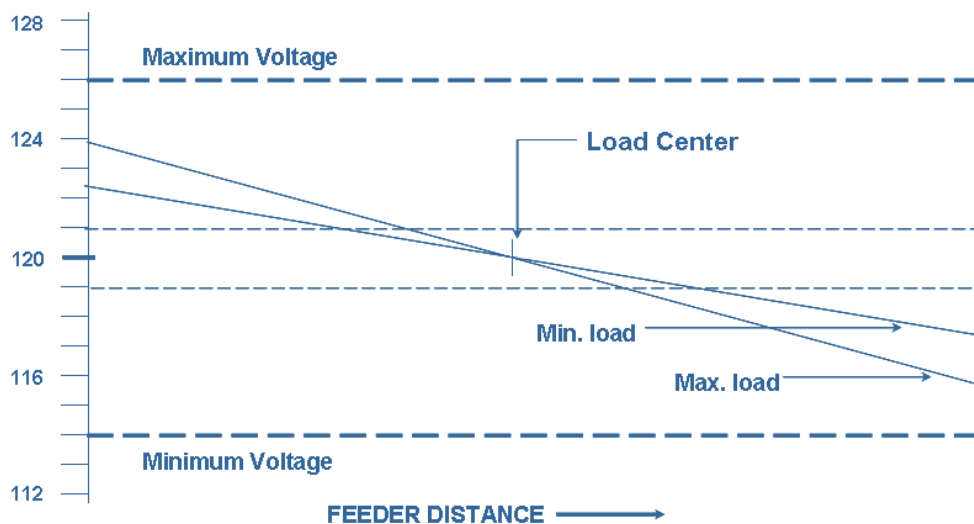 128
Maximum Voltage
124
Load Center
120
Min. load
116
Max. load
Minimum Voltage
112
FEEDER DISTANCE